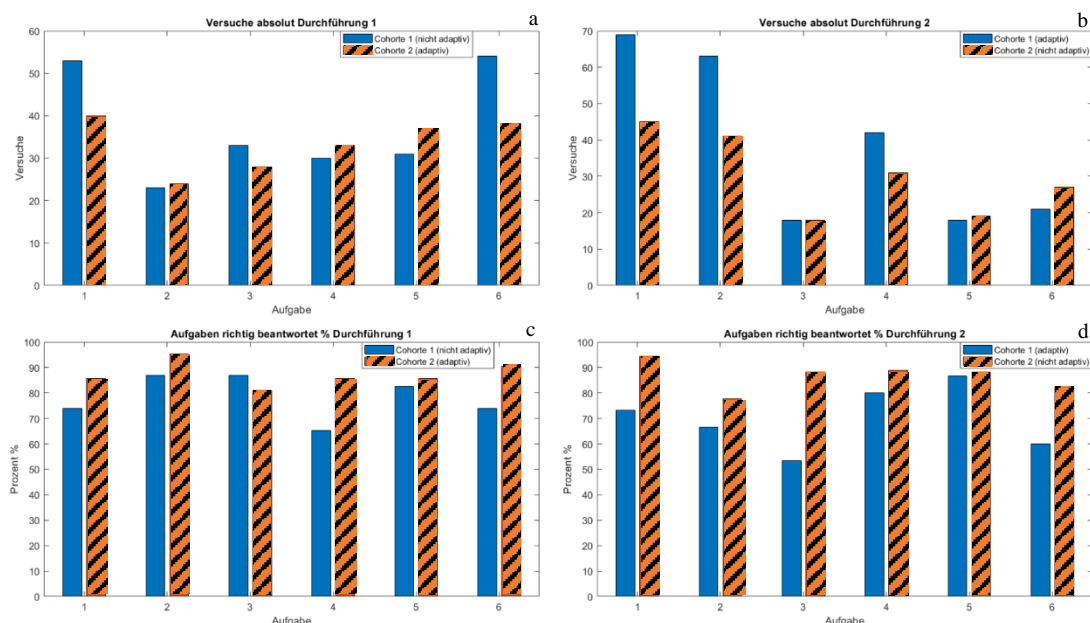 Versuche absolut Durchführung 1
a
Cohorte 1 (nicht adaptiv)
Cohorte 2 (adaptiv)
60
50
40
30
20
10
0
Versuche
1 2 3 4 5 6
Aufgabe
Versuche absolut Durchführung 2
b
Cohorte 1 (adaptiv)
Cohorte 2 (nicht adaptiv)
70
60
50
40
30
20
10
0
Versuche
1 2 3 4 5 6
Aufgabe
Aufgaben richtig beantwortet % Durchführung 1
c
Cohorte 1 (nicht adaptiv)
Cohorte 2 (adaptiv)
100
90
80
70
60
50
40
30
20
10
0
Prozent %
1 2 3 4 5 6
Aufgabe
Aufgaben richtig beantwortet % Durchführung 2
d
Cohorte 1 (adaptiv)
Cohorte 2 (nicht adaptiv)
100
90
80
70
60
50
40
30
20
10
0
Prozent %
1 2 3 4 5 6
Aufgabe